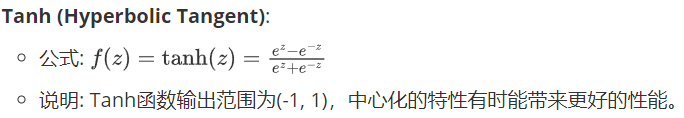 Tanh (Hyperbolic Tangent):
公式: f(z) = tanh(z) = \frac{e^z-e^{-z}}{e^z+e^{-z}}
说明: Tanh函数输出范围为(-1, 1)，中心化的特性有时能带来更好的性能。